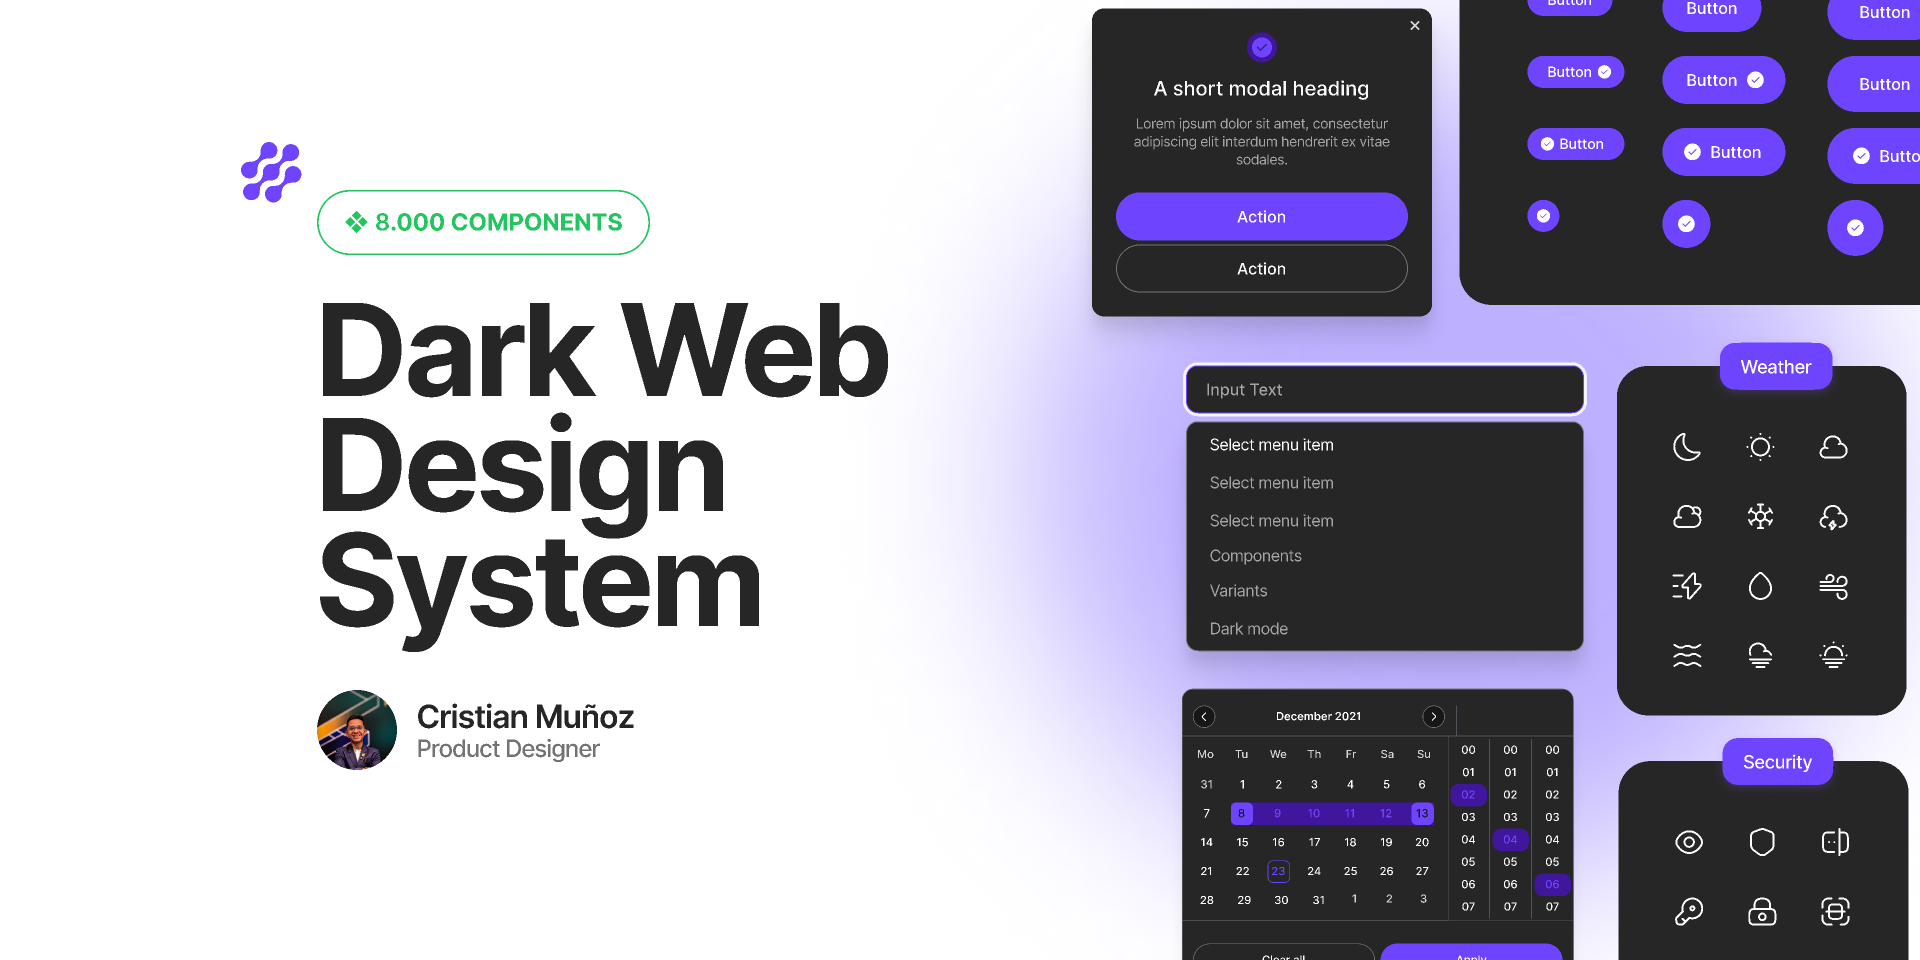 8.000 COMPONENTS
Dark Web
Design
System
Cristian Muñoz
Product Designer
A short modal heading
Lorem ipsum dolor sit amet, consectetur
adipiscing elit interdum hendrerit ex vitae
sodales.
Action
Action
Button Button Button
Button Button Button
Button Button Butto
Input Text
Select menu item
Select menu item
Select menu item
Components
Variants
Dark mode
Weather
December 2021
Mo Tu We Th Fr Sa Su
31 1 2 3 4 5 6
7 8 9 10 11 12 13
14 15 16 17 18 19 20
21 22 23 24 25 26 27
28 29 30 31 1 2 3
00 00 00
01 01 01
02 02 02
03 03 03
04 04 04
05 05 05
06 06 06
07 07 07
Clear all
Apply
Security